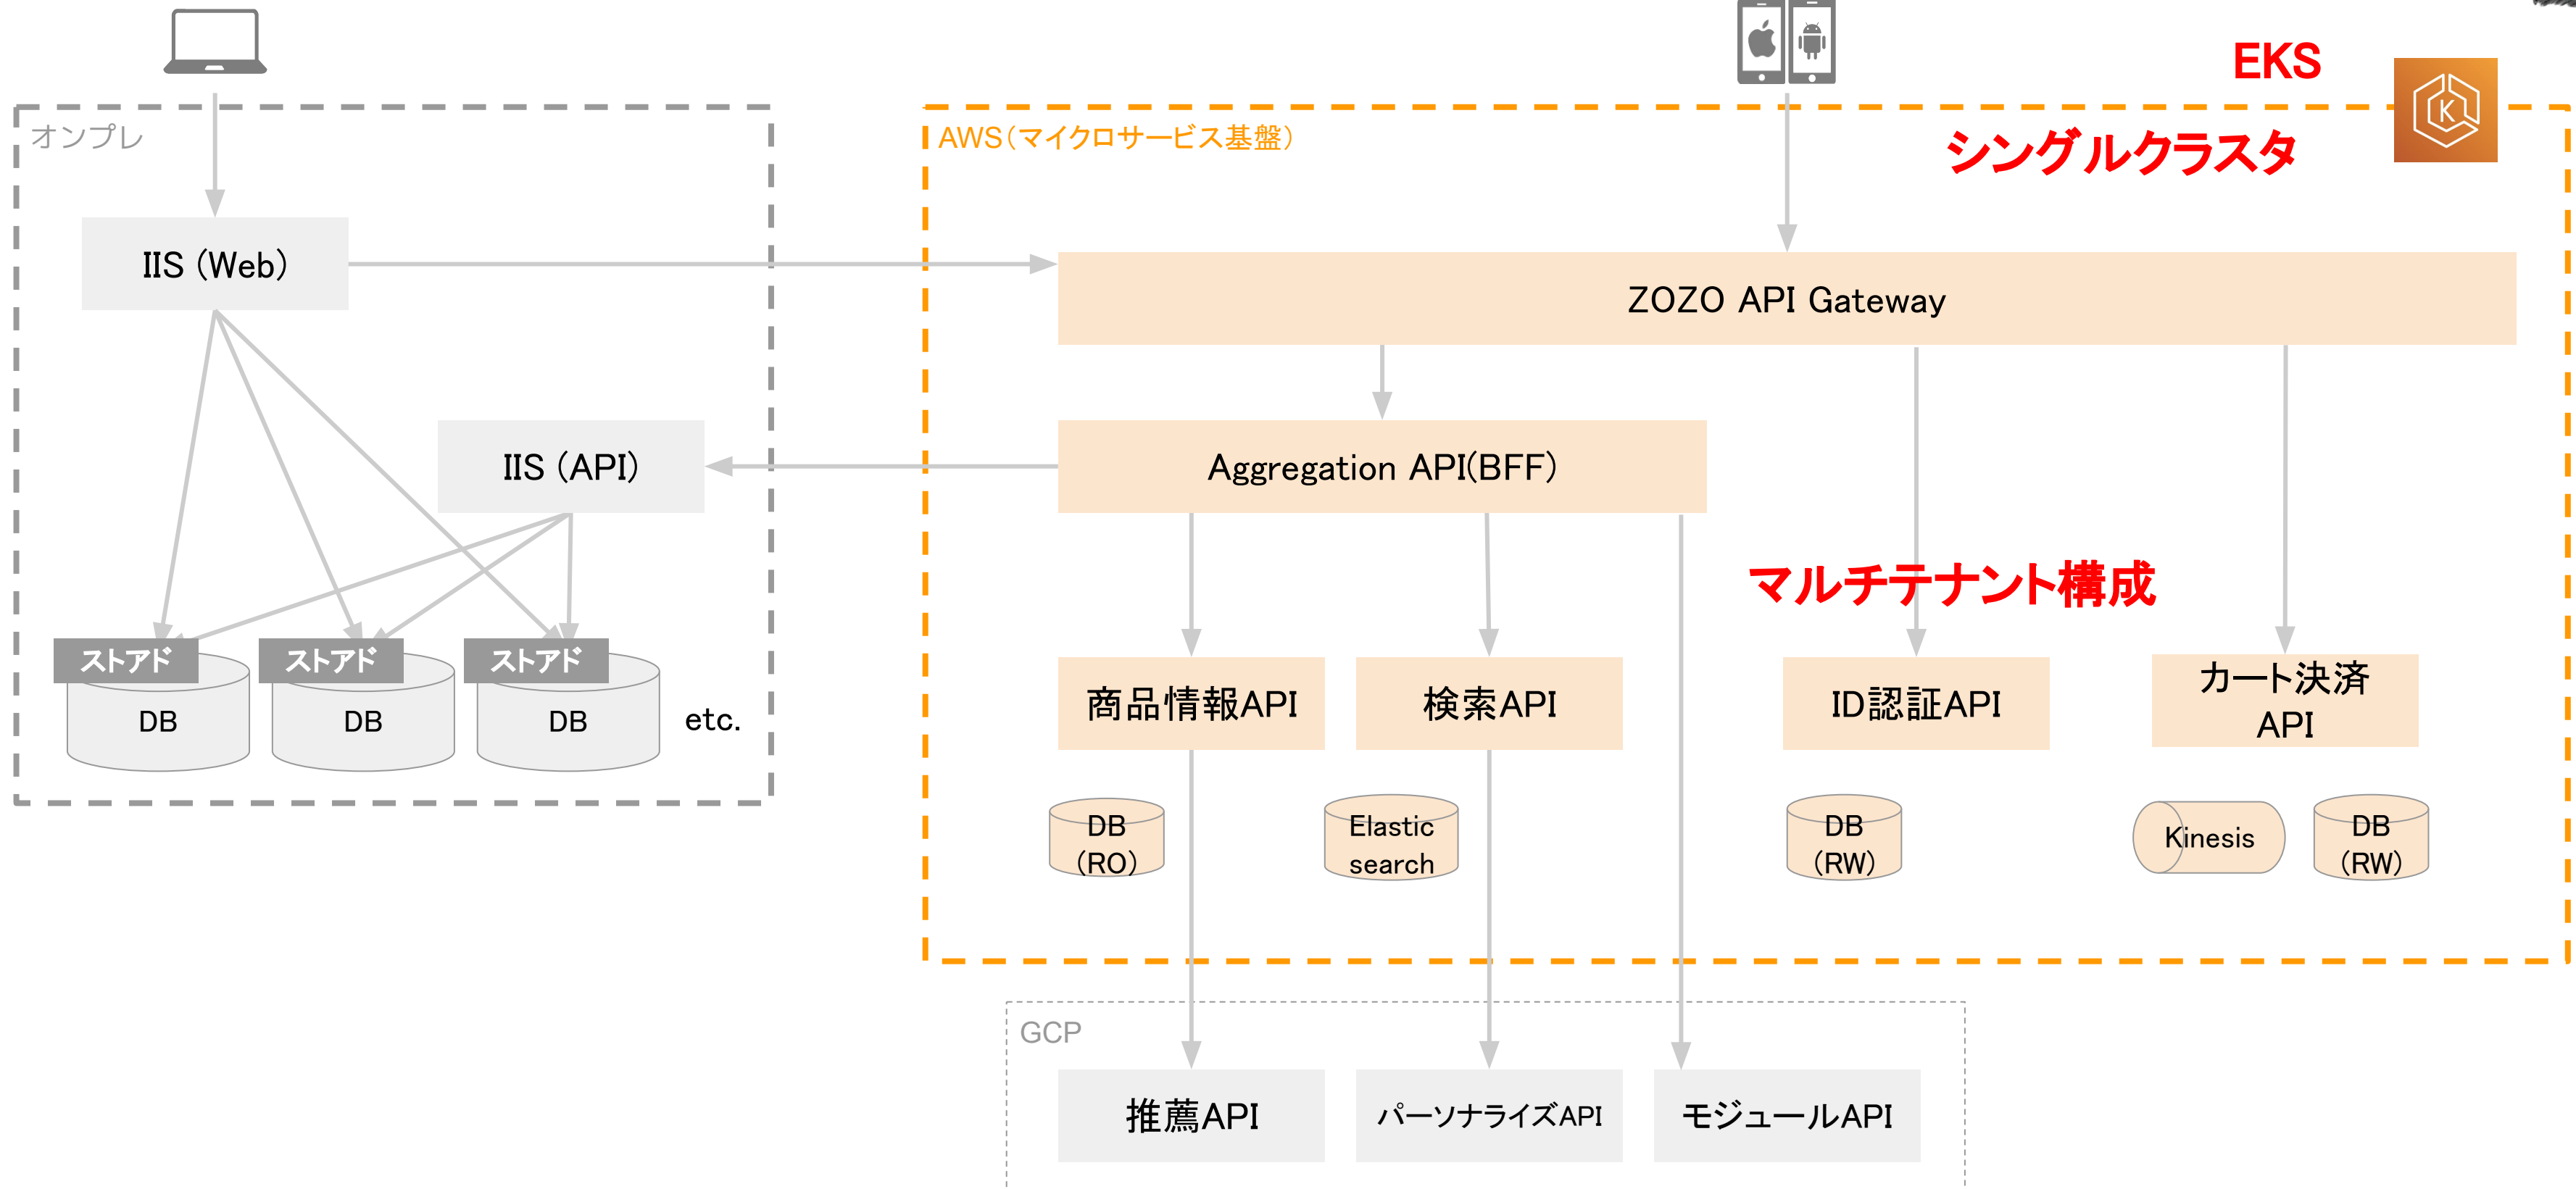 EKS
オンプレ
AWS(マイクロサービス基盤)
シングルクラスタ
IIS (Web)
ZOZO API Gateway
IIS (API)
Aggregation API(BFF)
マルチテナント構成
ストアド
ストアド
ストアド
DB
DB
DB
etc.
商品情報API
検索API
ID認証API
カート決済
API
DB
(RO)
Elastic
search
DB
(RW)
Kinesis
DB
(RW)
GCP
推薦API
パーソナライズAPI
モジュールAPI